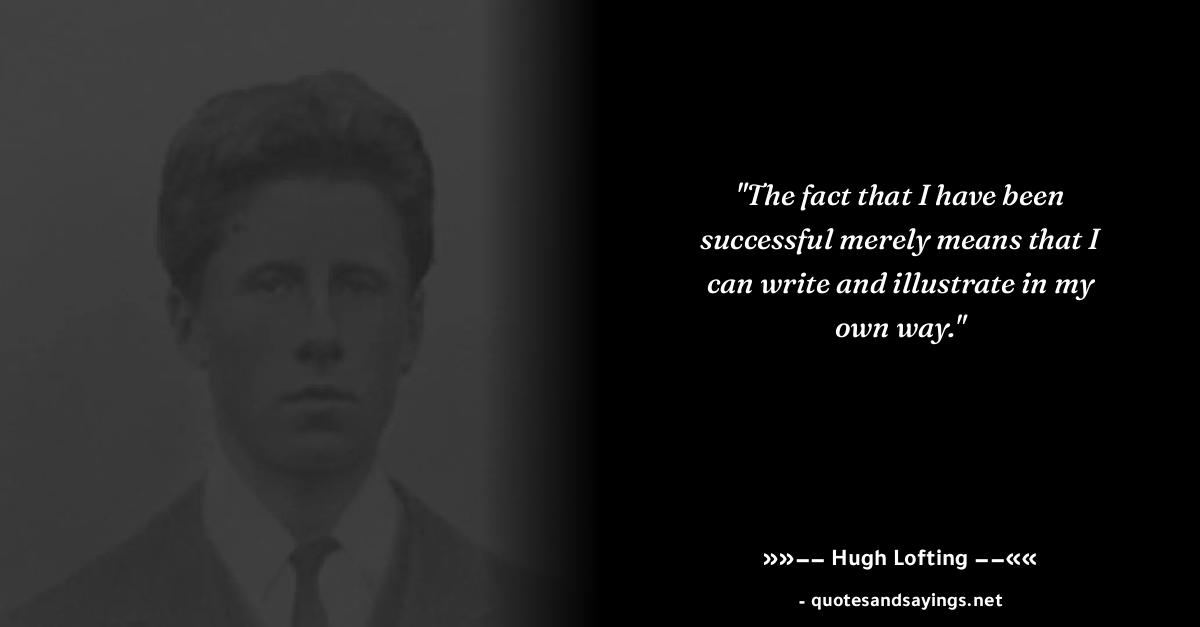 "The fact that I have been
successful merely means that I
can write and illustrate in my
own way."
»»−− Hugh Lofting −−««
- quotesandsayings.net